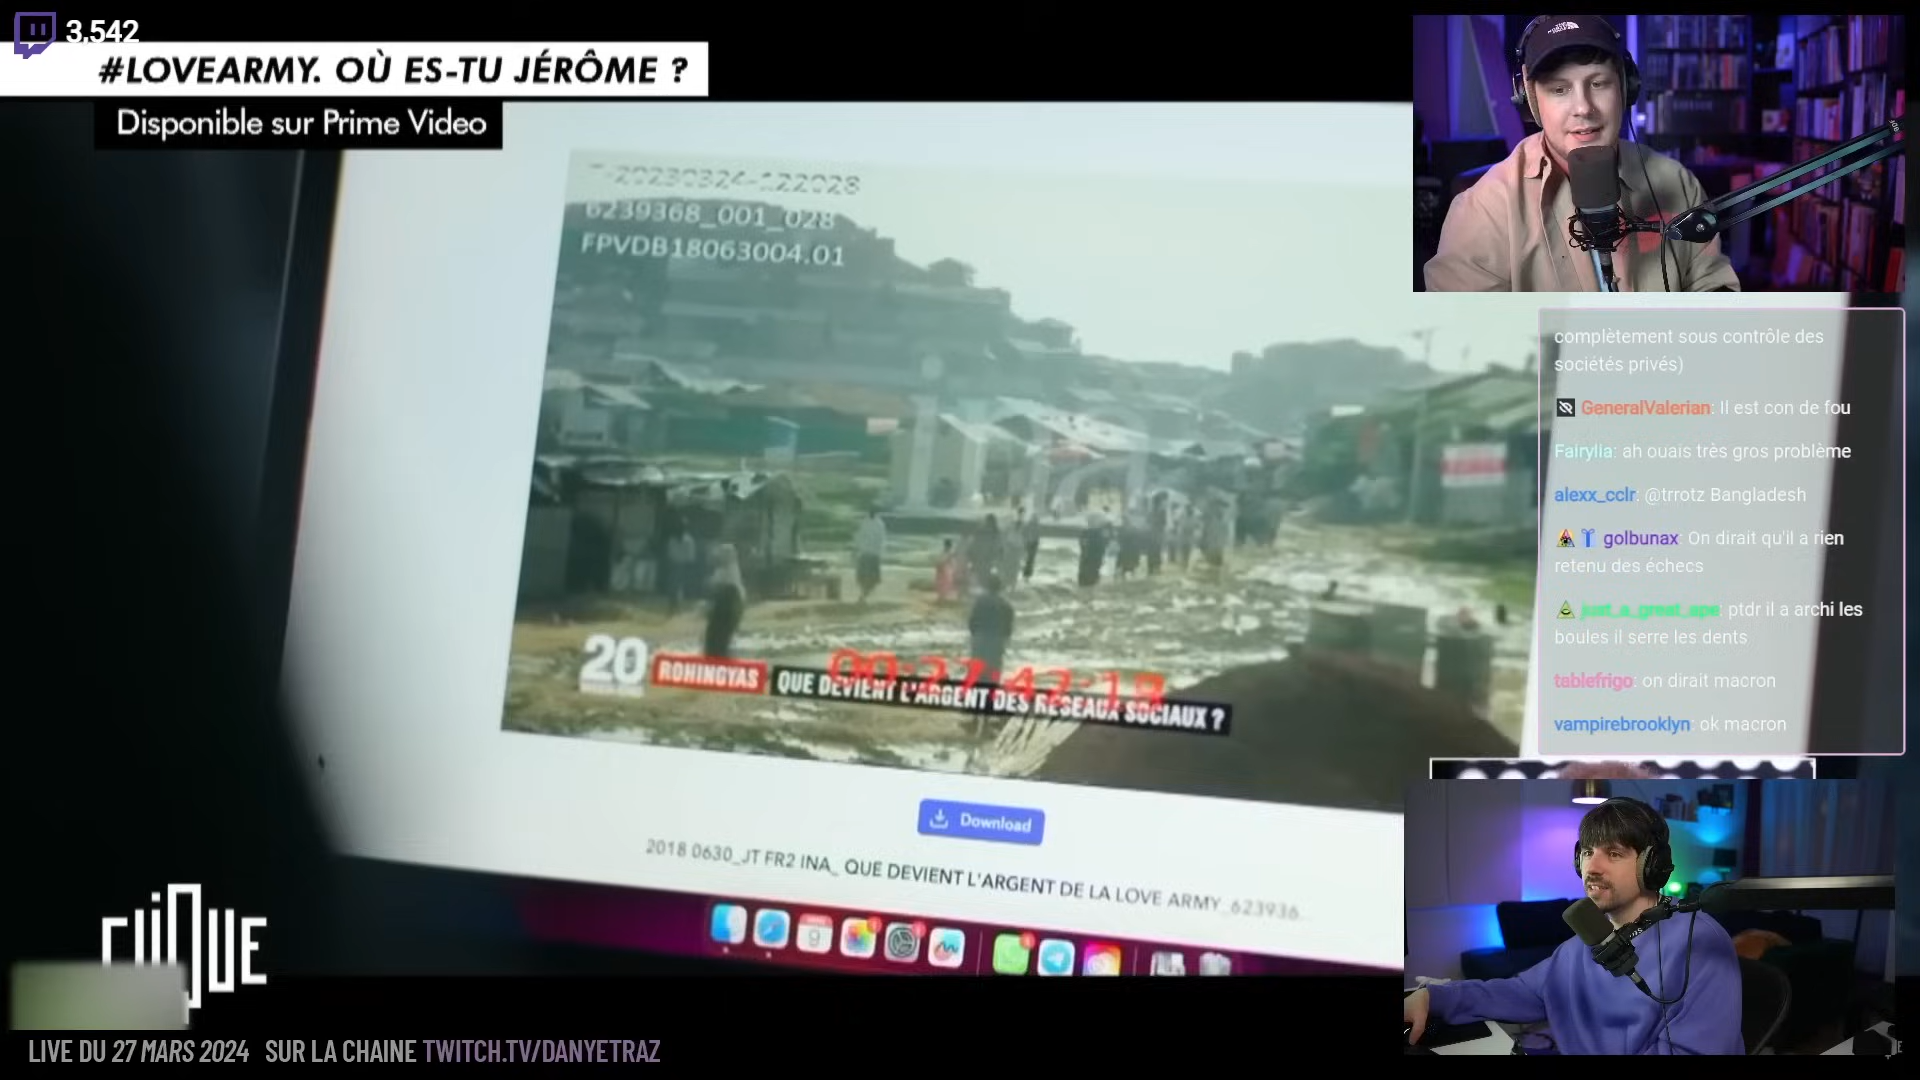 3,542
#LOVEARMY. OÙ ES-TU JÉRÔME ?
Disponible sur Prime Video
6239368_001_028
FPVDB18063004.01
20
ROHINGYAS
QUE DEVIENT L'ARGENT DES RÉSEAUX SOCIAUX ?
Download
2018 0630_JT FR2 INA_ QUE DEVIENT L'ARGENT DE LA LOVE ARMY_623936
CLIQUE
complètement sous contrôle des
sociétés privés)
GeneralValerian: Il est con de fou
Fairylia: ah ouais très gros problème
alexx_cclr: @trrotz Bangladesh
golbunax: On dirait qu'il a rien
retenu des échecs
just_a_great_ape: ptdr il a archi les
boules il serre les dents
tablefrigo: on dirait macron
vampirebrooklyn: ok macron
LIVE DU 27 MARS 2024 SUR LA CHAINE TWITCH.TV/DANYETRAZ